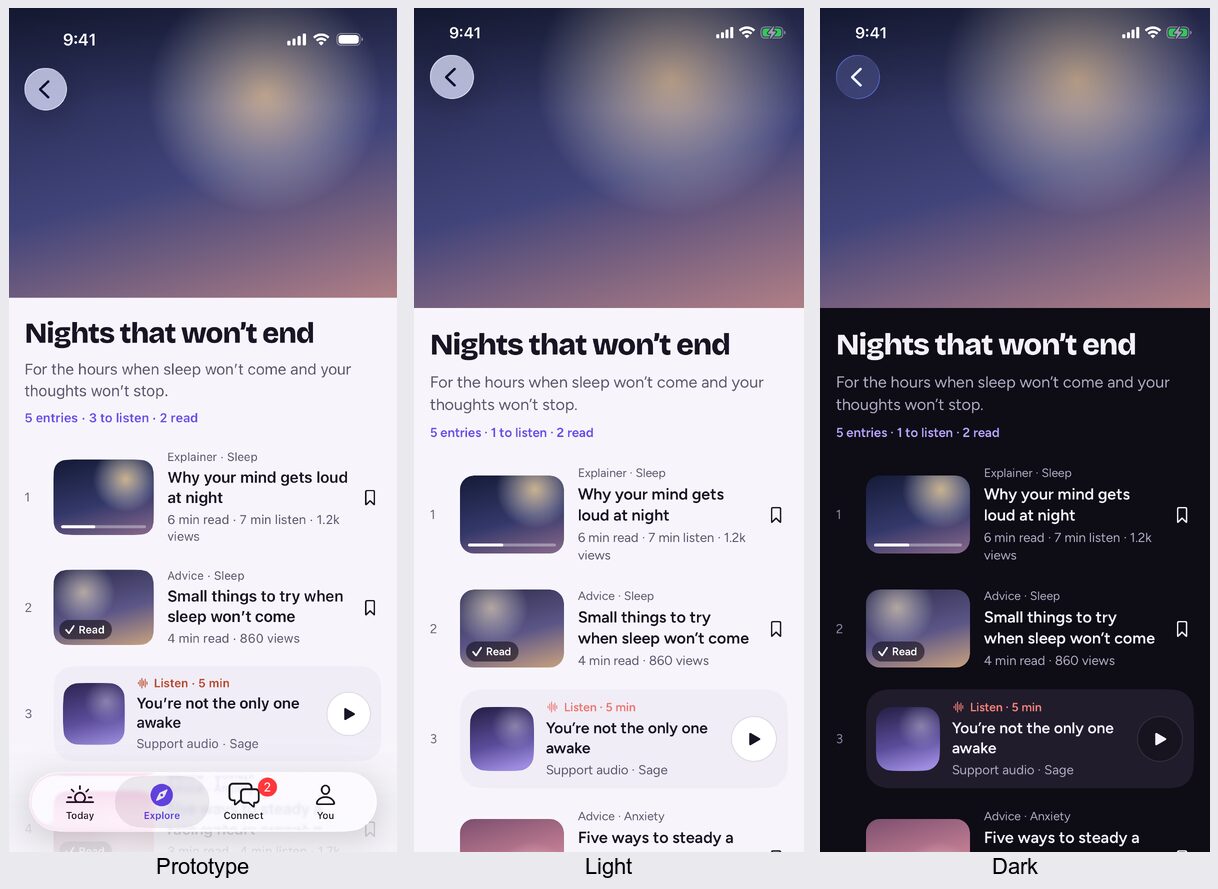 9:41
Nights that won't end
For the hours when sleep won't come and your
thoughts won't stop.
5 entries · 3 to listen · 2 read
1
Explainer · Sleep
Why your mind gets loud
at night
6 min read · 7 min listen · 1.2k
views
2
Advice · Sleep
Small things to try when
sleep won't come
4 min read · 860 views
Read
3
Listen · 5 min
You're not the only one
awake
Support audio · Sage
4
Today
Explore
Connect
2
You
Prototype
9:41
Nights that won't end
For the hours when sleep won't come and your
thoughts won't stop.
5 entries · 1 to listen · 2 read
1
Explainer · Sleep
Why your mind gets
loud at night
6 min read · 7 min listen · 1.2k
views
2
Advice · Sleep
Small things to try
when sleep won't come
4 min read · 860 views
Read
3
Listen · 5 min
You're not the only one
awake
Support audio · Sage
Advice · Anxiety
Five ways to steady a
Light
9:41
Nights that won't end
For the hours when sleep won't come and your
thoughts won't stop.
5 entries · 1 to listen · 2 read
1
Explainer · Sleep
Why your mind gets
loud at night
6 min read · 7 min listen · 1.2k
views
2
Advice · Sleep
Small things to try
when sleep won't come
4 min read · 860 views
Read
3
Listen · 5 min
You're not the only one
awake
Support audio · Sage
Advice · Anxiety
Five ways to steady a
Dark